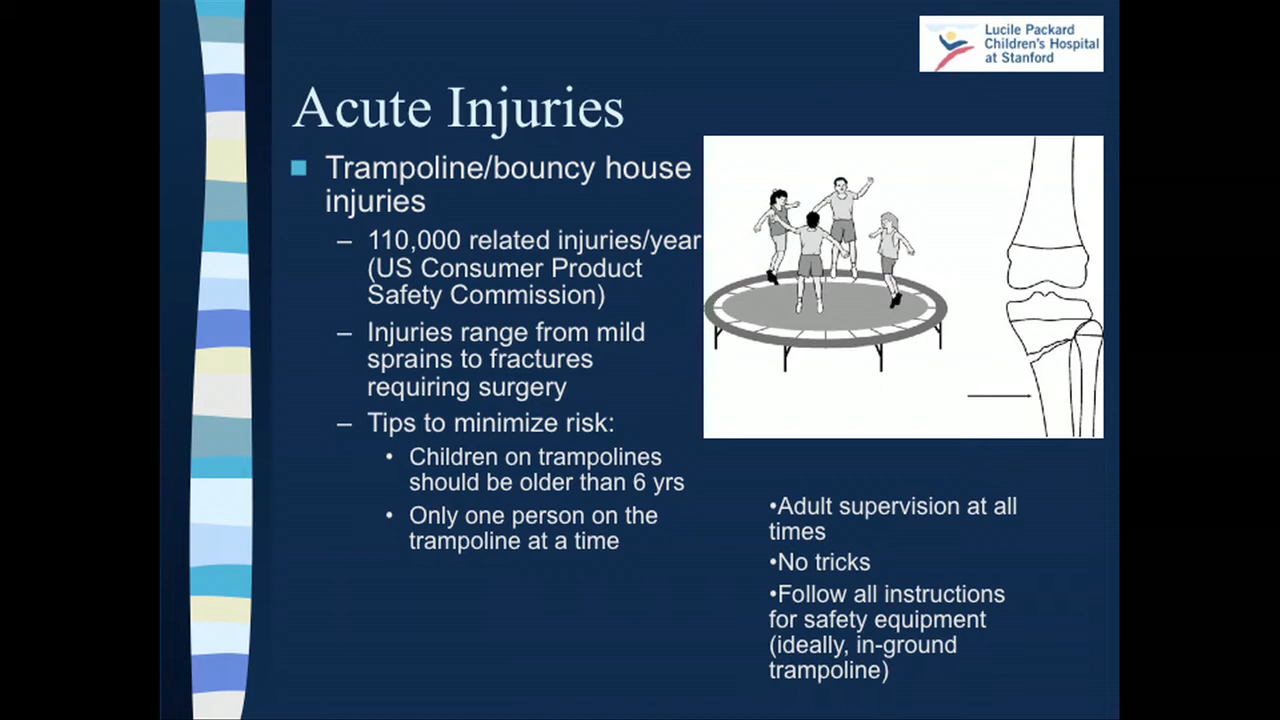 Lucile Packard
Children's Hospital
at Stanford
Acute Injuries
Trampoline/bouncy house
injuries
– 110,000 related injuries/year
(US Consumer Product
Safety Commission)
– Injuries range from mild
sprains to fractures
requiring surgery
– Tips to minimize risk:
• Children on trampolines
should be older than 6 yrs
• Only one person on the
trampoline at a time
•Adult supervision at all
times
•No tricks
•Follow all instructions
for safety equipment
(ideally, in-ground
trampoline)